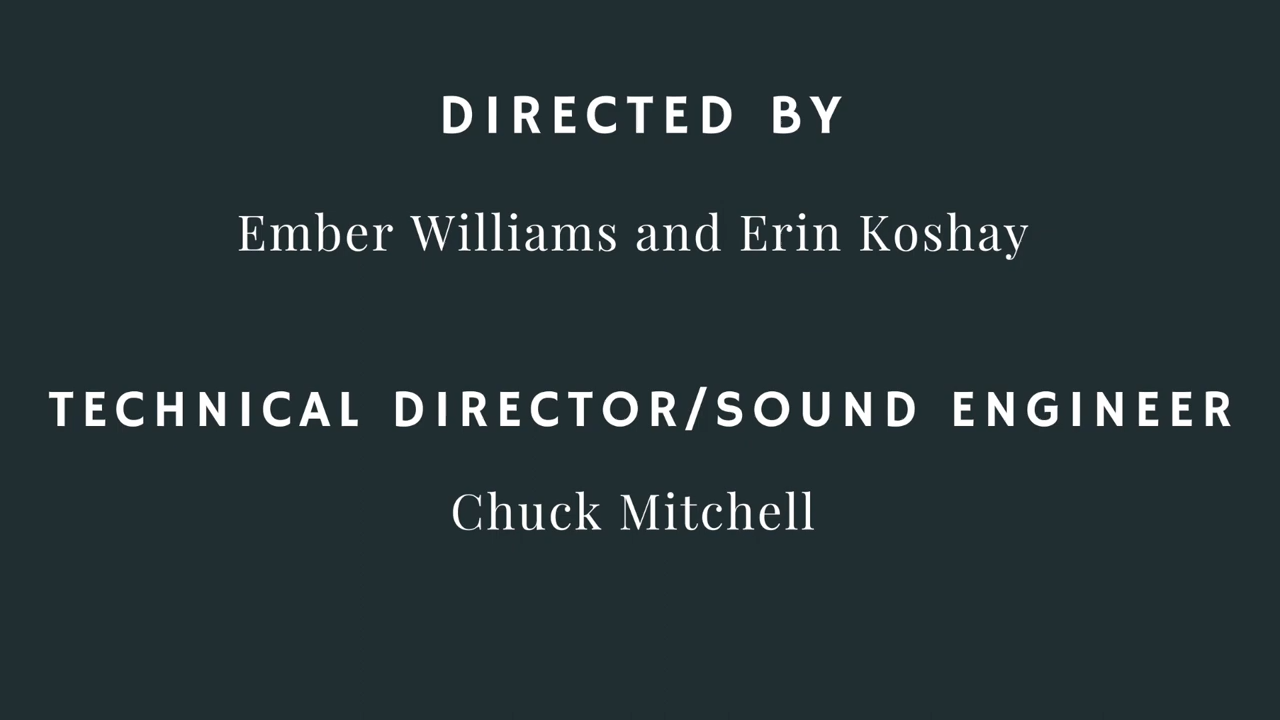 DIRECTED BY
Ember Williams and Erin Koshay
TECHNICAL DIRECTOR/SOUND ENGINEER
Chuck Mitchell